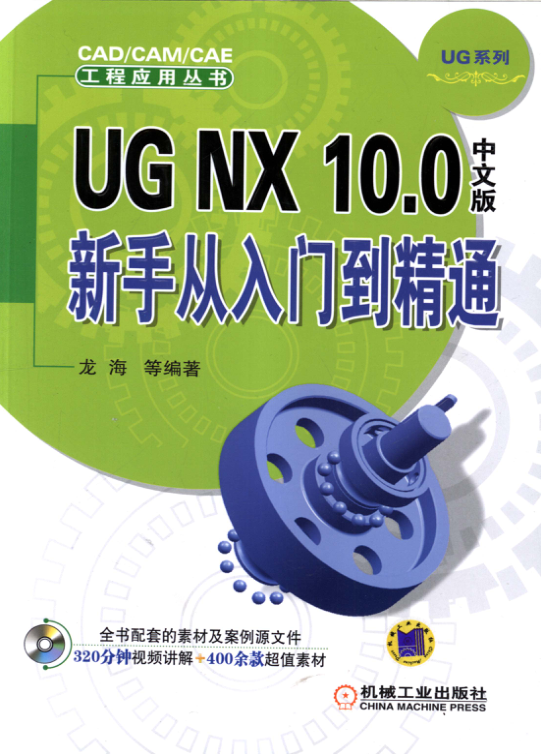 CAD/CAM/CAE
工程应用丛书
UG系列
UG NX 10.0
中文版
新手从入门到精通
龙海 等编著
全书配套的素材及案例源文件
320分钟视频讲解+400余款超值素材
机械工业出版社
CHINA MACHINE PRESS